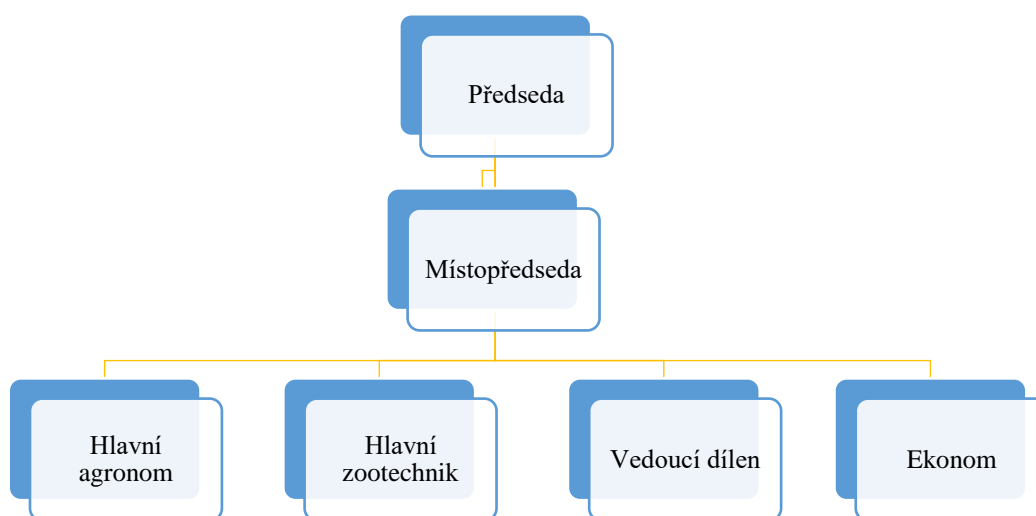 Předseda
Místopředseda
Hlavní
agronom
Hlavní
zootechnik
Vedoucí dílen
Ekonom